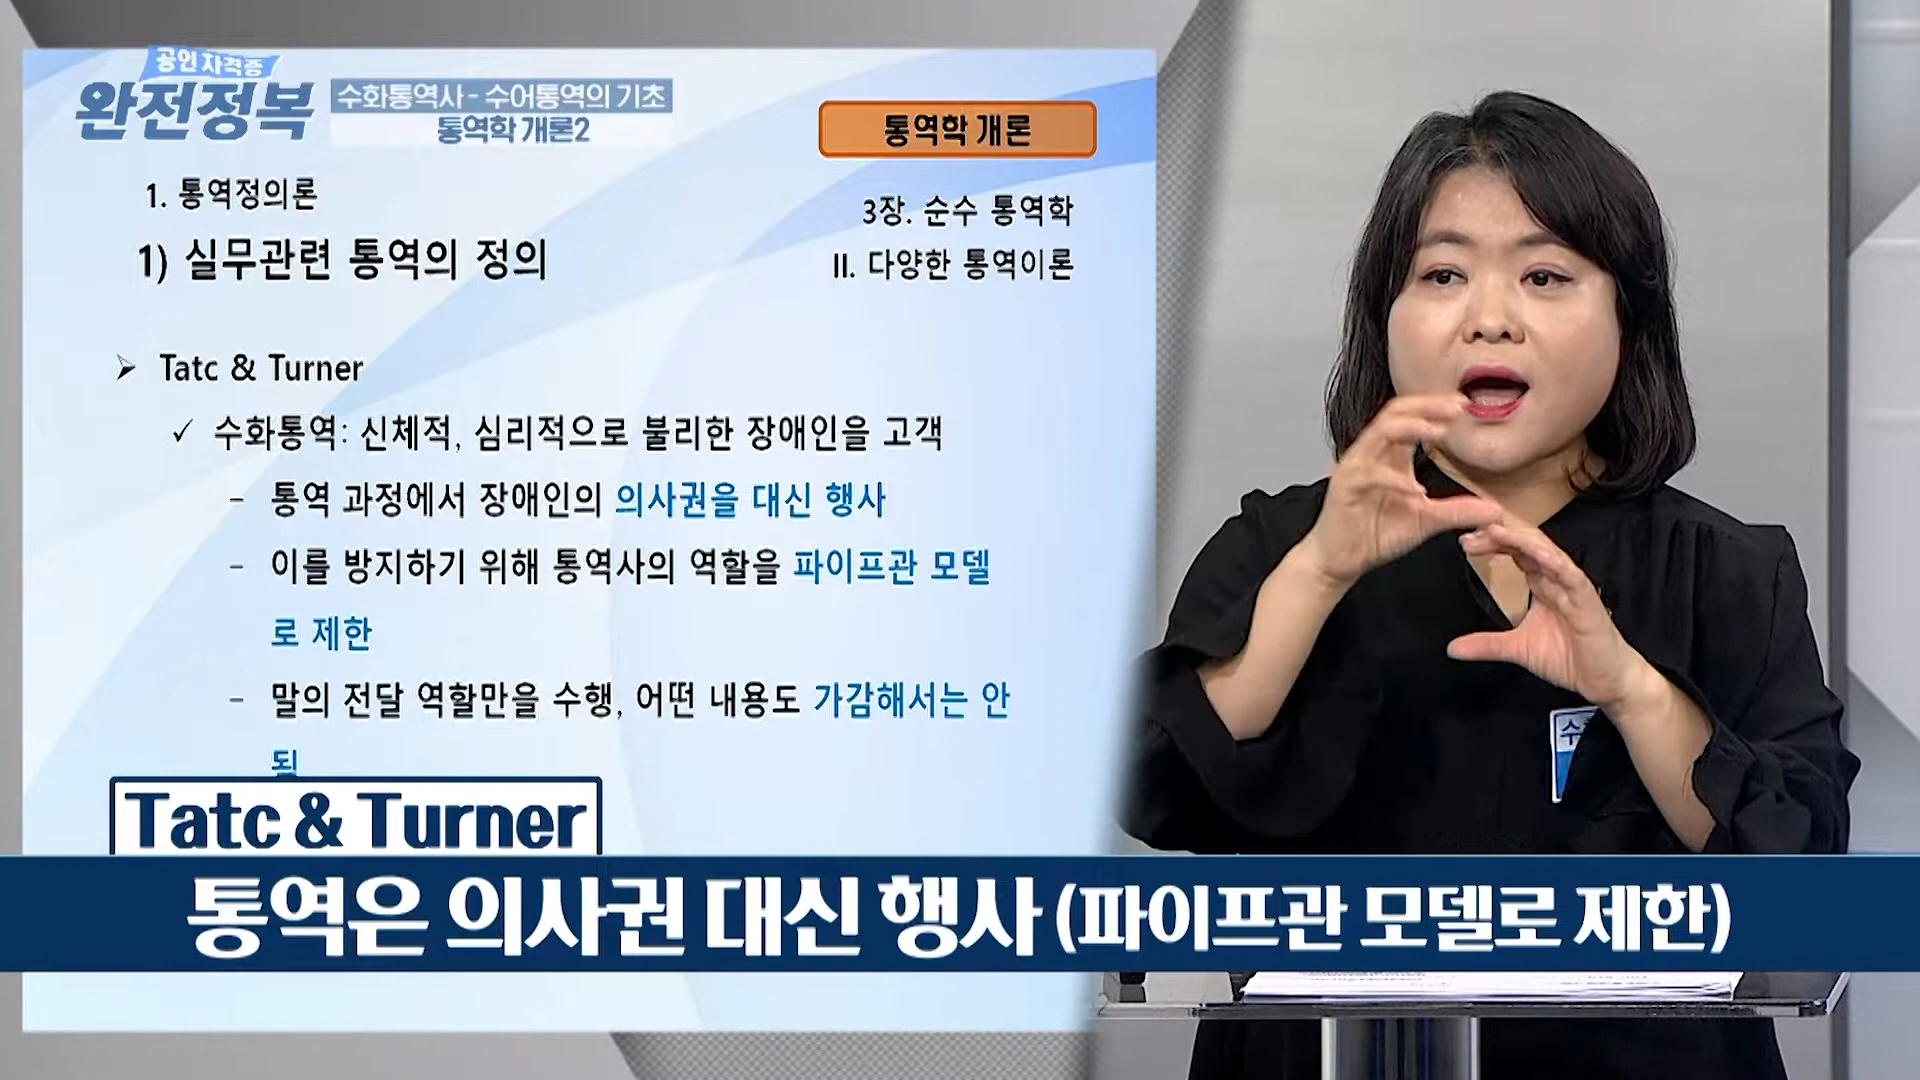 공인 자격증
완전정복
수화통역사 - 수어통역의 기초
통역학 개론2
통역학 개론
1. 통역정의론
3장. 순수 통역학
1) 실무관련 통역의 정의
II. 다양한 통역이론
➢ Tatc & Turner
✓ 수화통역: 신체적, 심리적으로 불리한 장애인을 고객
- 통역 과정에서 장애인의 의사권을 대신 행사
- 이를 방지하기 위해 통역사의 역할을 파이프관 모델
로 제한
- 말의 전달 역할만을 수행, 어떤 내용도 가감해서는 안
됨
Tatc & Turner
통역은 의사권 대신 행사 (파이프관 모델로 제한)